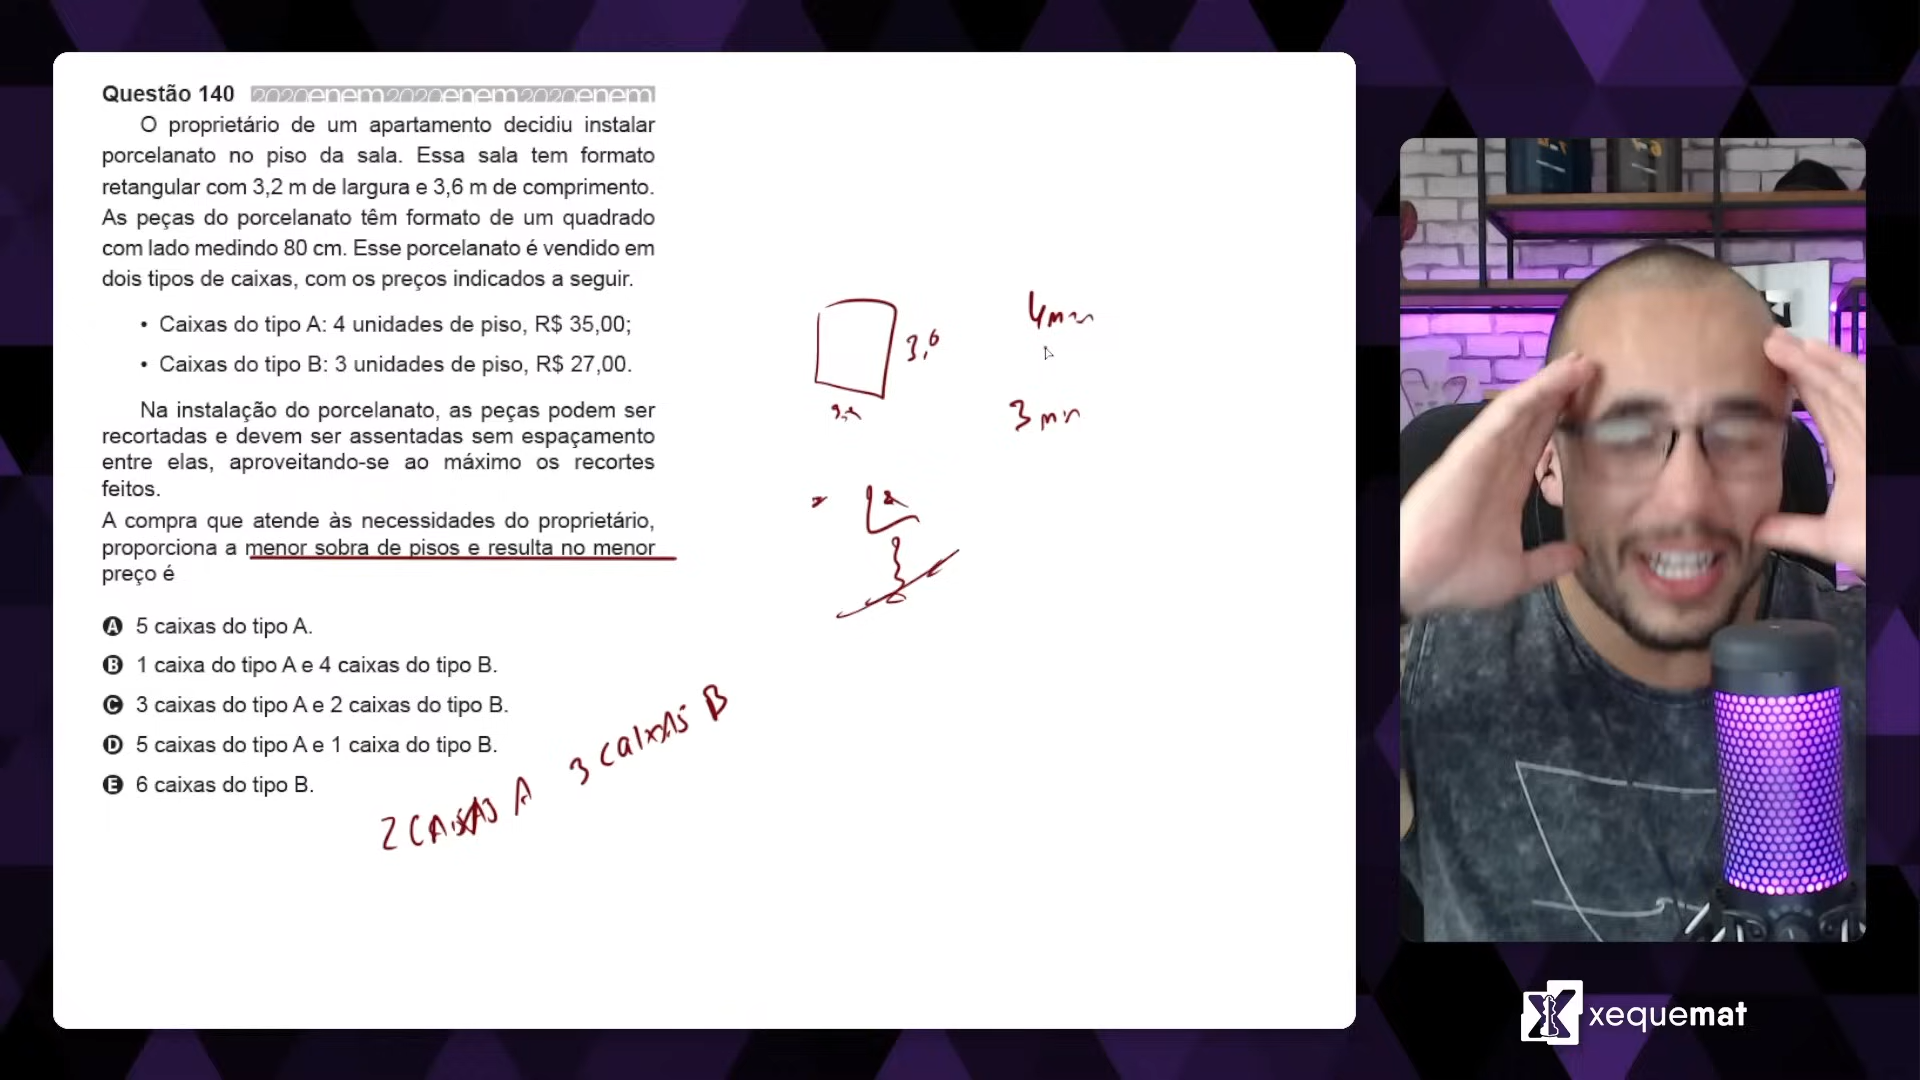 Questão 140 2020enem2020enem2020enem
O proprietário de um apartamento decidiu instalar
porcelanato no piso da sala. Essa sala tem formato
retangular com 3,2 m de largura e 3,6 m de comprimento.
As peças do porcelanato têm formato de um quadrado
com lado medindo 80 cm. Esse porcelanato é vendido em
dois tipos de caixas, com os preços indicados a seguir.
• Caixas do tipo A: 4 unidades de piso, R$ 35,00;
• Caixas do tipo B: 3 unidades de piso, R$ 27,00.
Na instalação do porcelanato, as peças podem ser
recortadas e devem ser assentadas sem espaçamento
entre elas, aproveitando-se ao máximo os recortes
feitos.
A compra que atende às necessidades do proprietário,
proporciona a menor sobra de pisos e resulta no menor
preço é
A 5 caixas do tipo A.
B 1 caixa do tipo A e 4 caixas do tipo B.
C 3 caixas do tipo A e 2 caixas do tipo B.
D 5 caixas do tipo A e 1 caixa do tipo B.
E 6 caixas do tipo B.
2 CAIXAS A 3 CAIXAS B
3,6
4min
3 min
xequemat